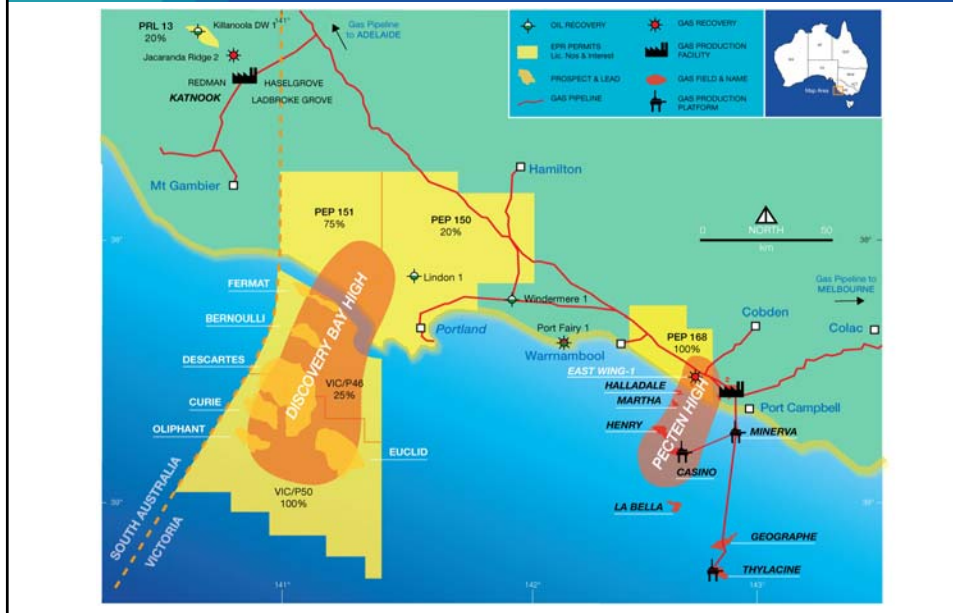 PRL 13
20%
Killanoola DW 1
Jacaranda Ridge 2
REDMAN
HASELGROVE
KATNOOK
LADBROKE GROVE
141°
Gas Pipeline
to ADELAIDE
OIL RECOVERY
EPR PERMITS
Lic. Nos & Interest
PROSPECT & LEAD
GAS PIPELINE
GAS RECOVERY
GAS PRODUCTION
FACILITY
GAS FIELD & NAME
GAS PRODUCTION
PLATFORM
Map Area
Mt Gambier
Hamilton
PEP 151
75%
PEP 150
20%
NORTH
0
50
km
38°
38°
Gas Pipeline to
MELBOURNE
FERMAT
BERNOULLI
DESCARTES
CURIE
OLIPHANT
DISCOVERY BAY HIGH
Lindon 1
Windermere 1
Portland
Port Fairy 1
Warrnambool
PEP 168
100%
Cobden
Colac
EAST WING-1
HALLADALE
MARTHA
HENRY
PECTEN HIGH
Port Campbell
MINERVA
CASINO
VIC/P46
25%
EUCLID
VIC/P50
100%
LA BELLA
39°
39°
GEOGRAPHE
THYLACINE
SOUTH AUSTRALIA
VICTORIA
141°
142°
143°